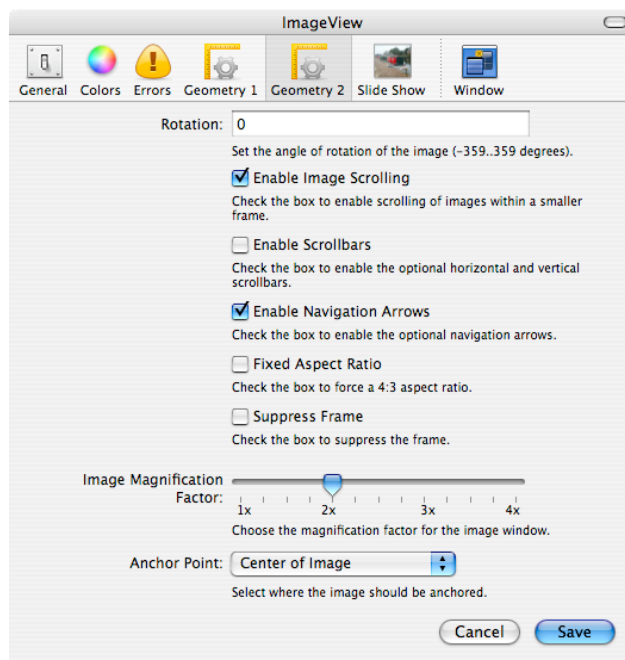 ImageView
General Colors Errors Geometry 1 Geometry 2 Slide Show Window
Rotation: 0
Set the angle of rotation of the image (-359..359 degrees).
Enable Image Scrolling
Check the box to enable scrolling of images within a smaller
frame.
Enable Scrollbars
Check the box to enable the optional horizontal and vertical
scrollbars.
Enable Navigation Arrows
Check the box to enable the optional navigation arrows.
Fixed Aspect Ratio
Check the box to force a 4:3 aspect ratio.
Suppress Frame
Check the box to suppress the frame.
Image Magnification
Factor:
1x 2x 3x 4x
Choose the magnification factor for the image window.
Anchor Point: Center of Image
Select where the image should be anchored.
Cancel Save